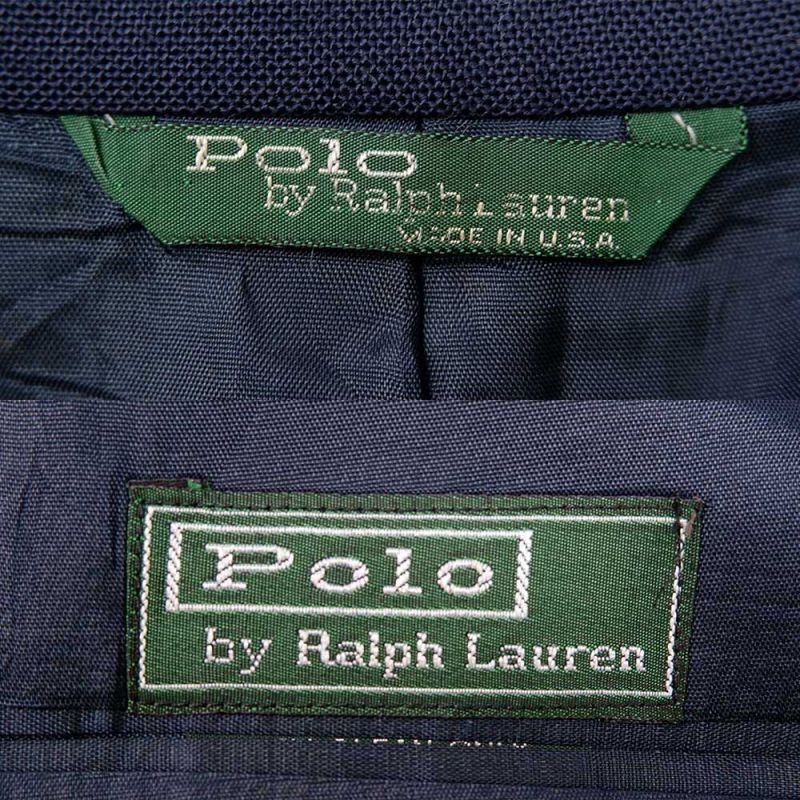 Polo
by Ralph Lauren
MADE IN U.S.A.
Polo
by Ralph Lauren